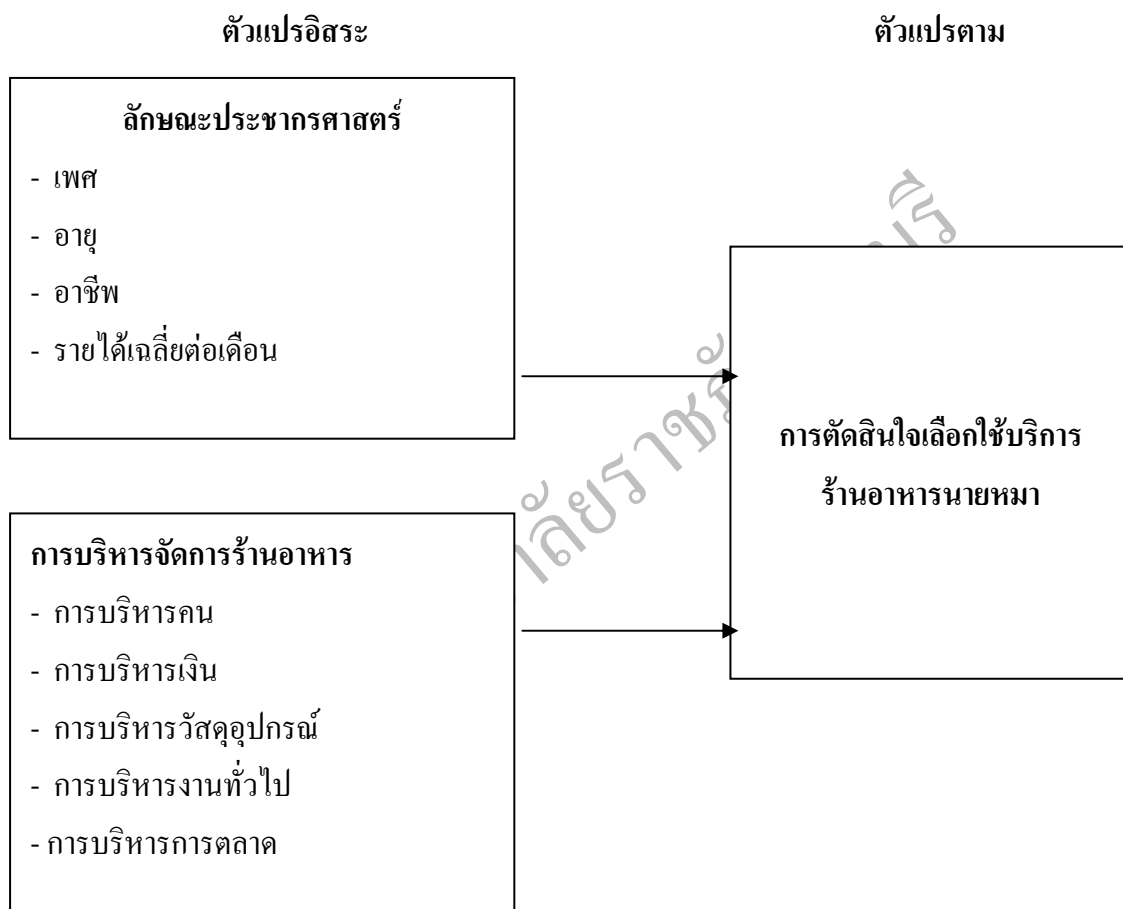 ตัวแปรอิสระ
ตัวแปรตาม
ลักษณะประชากรศาสตร์
- เพศ
- อายุ
- อาชีพ
- รายได้เฉลี่ยต่อเดือน
การบริหารจัดการร้านอาหาร
- การบริหารคน
- การบริหารเงิน
- การบริหารวัสดุอุปกรณ์
- การบริหารงานทั่วไป
- การบริหารการตลาด
การตัดสินใจเลือกใช้บริการ
ร้านอาหารนายหมา